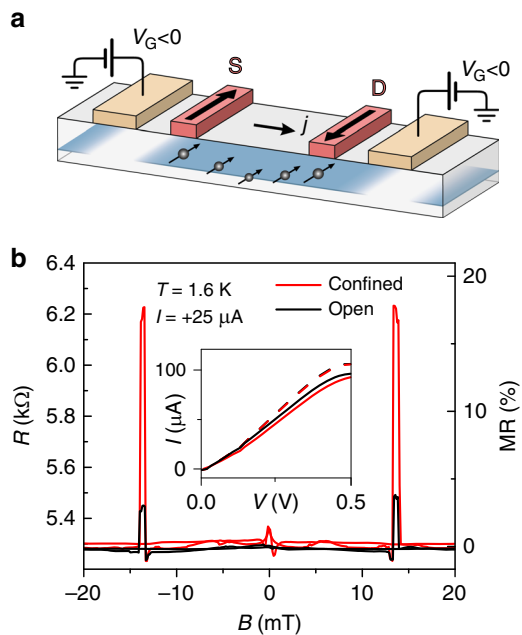 a
V_G<0
S
D
V_G<0
j
b
6.4
6.2
6.0
5.8
5.6
5.4
R (kΩ)
T = 1.6 K
I = +25 μA
Confined
Open
100
0
I (μA)
0.0
0.5
V (V)
20
10
0
MR (%)
−20
−10
0
10
20
B (mT)